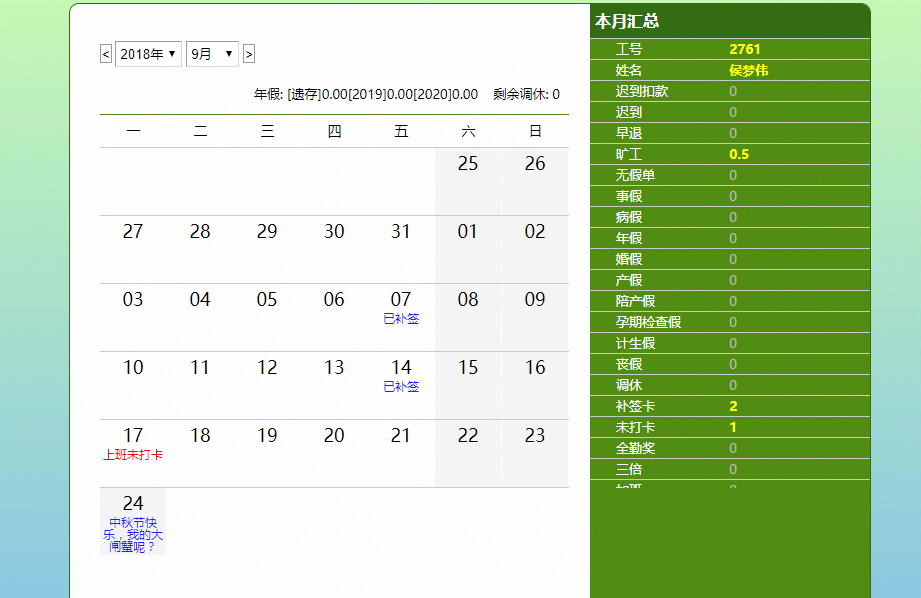 < 2018年 9月 >
年假: [遗存]0.00[2019]0.00[2020]0.00 剩余调休: 0
一 二 三 四 五 六 日
25 26
27 28 29 30 31 01 02
03 04 05 06 07 08 09
已补签
10 11 12 13 14 15 16
已补签
17 18 19 20 21 22 23
上班未打卡
24
中秋节快
乐，我的大
闸蟹呢？
本月汇总
工号 2761
姓名 侯梦伟
迟到扣款 0
迟到 0
早退 0
旷工 0.5
无假单 0
事假 0
病假 0
年假 0
婚假 0
产假 0
陪产假 0
孕期检查假 0
计生假 0
丧假 0
调休 0
补签卡 2
未打卡 1
全勤奖 0
三倍 0